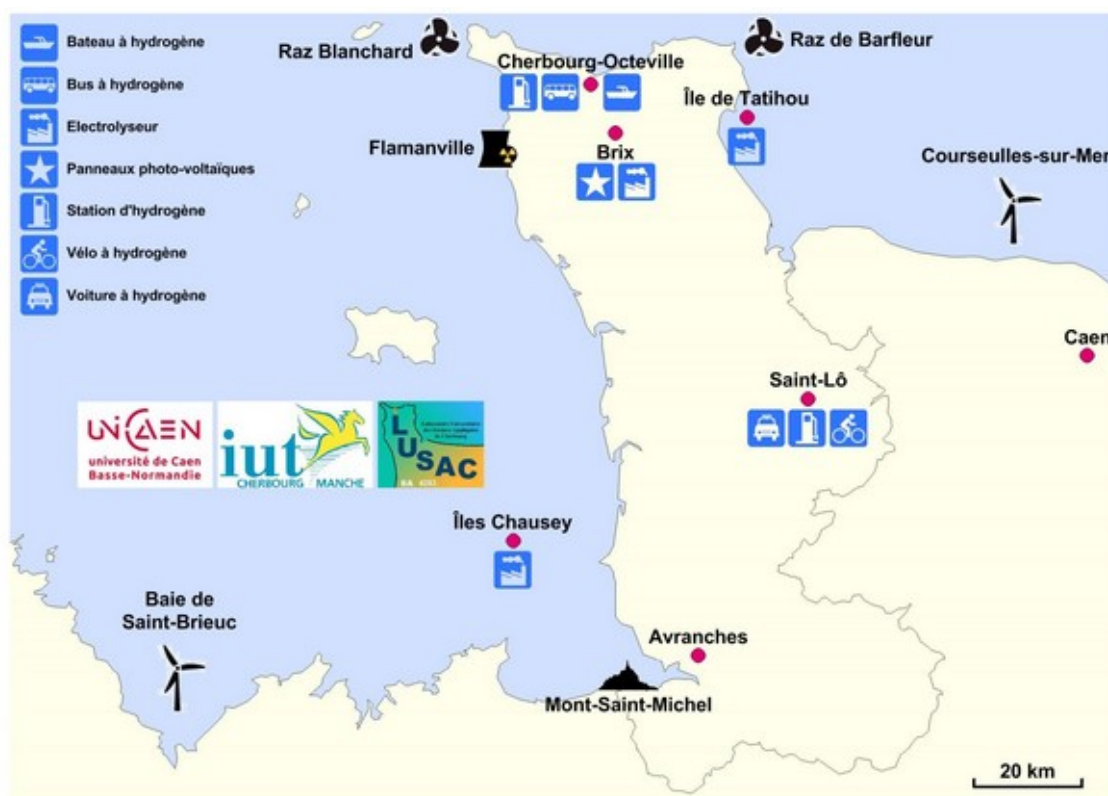 Bateau à hydrogène
Bus à hydrogène
Electrolyseur
Panneaux photo-voltaïques
Station d'hydrogène
Vélo à hydrogène
Voiture à hydrogène
Raz Blanchard
Raz de Barfleur
Cherbourg-Octeville
Île de Tatihou
Flamanville
Brix
Courseulles-sur-Mer
Caen
Saint-Lô
UNICAEN
université de Caen
Basse-Normandie
iut
CHERBOURG MANCHE
LUSAC
Îles Chausey
Baie de
Saint-Brieuc
Avranches
Mont-Saint-Michel
20 km